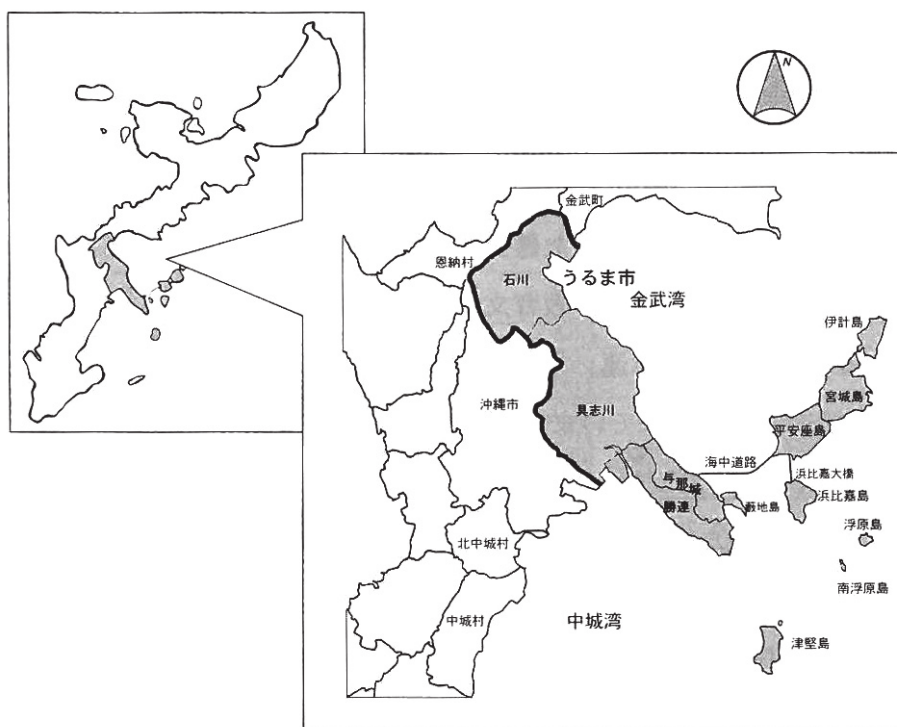 N
金武町
恩納村
石川
うるま市
金武湾
伊計島
宮城島
沖縄市
具志川
平安座島
海中道路
浜比嘉大橋
与那城
藪地島
浜比嘉島
勝連
浮原島
北中城村
南浮原島
中城村
中城湾
津堅島